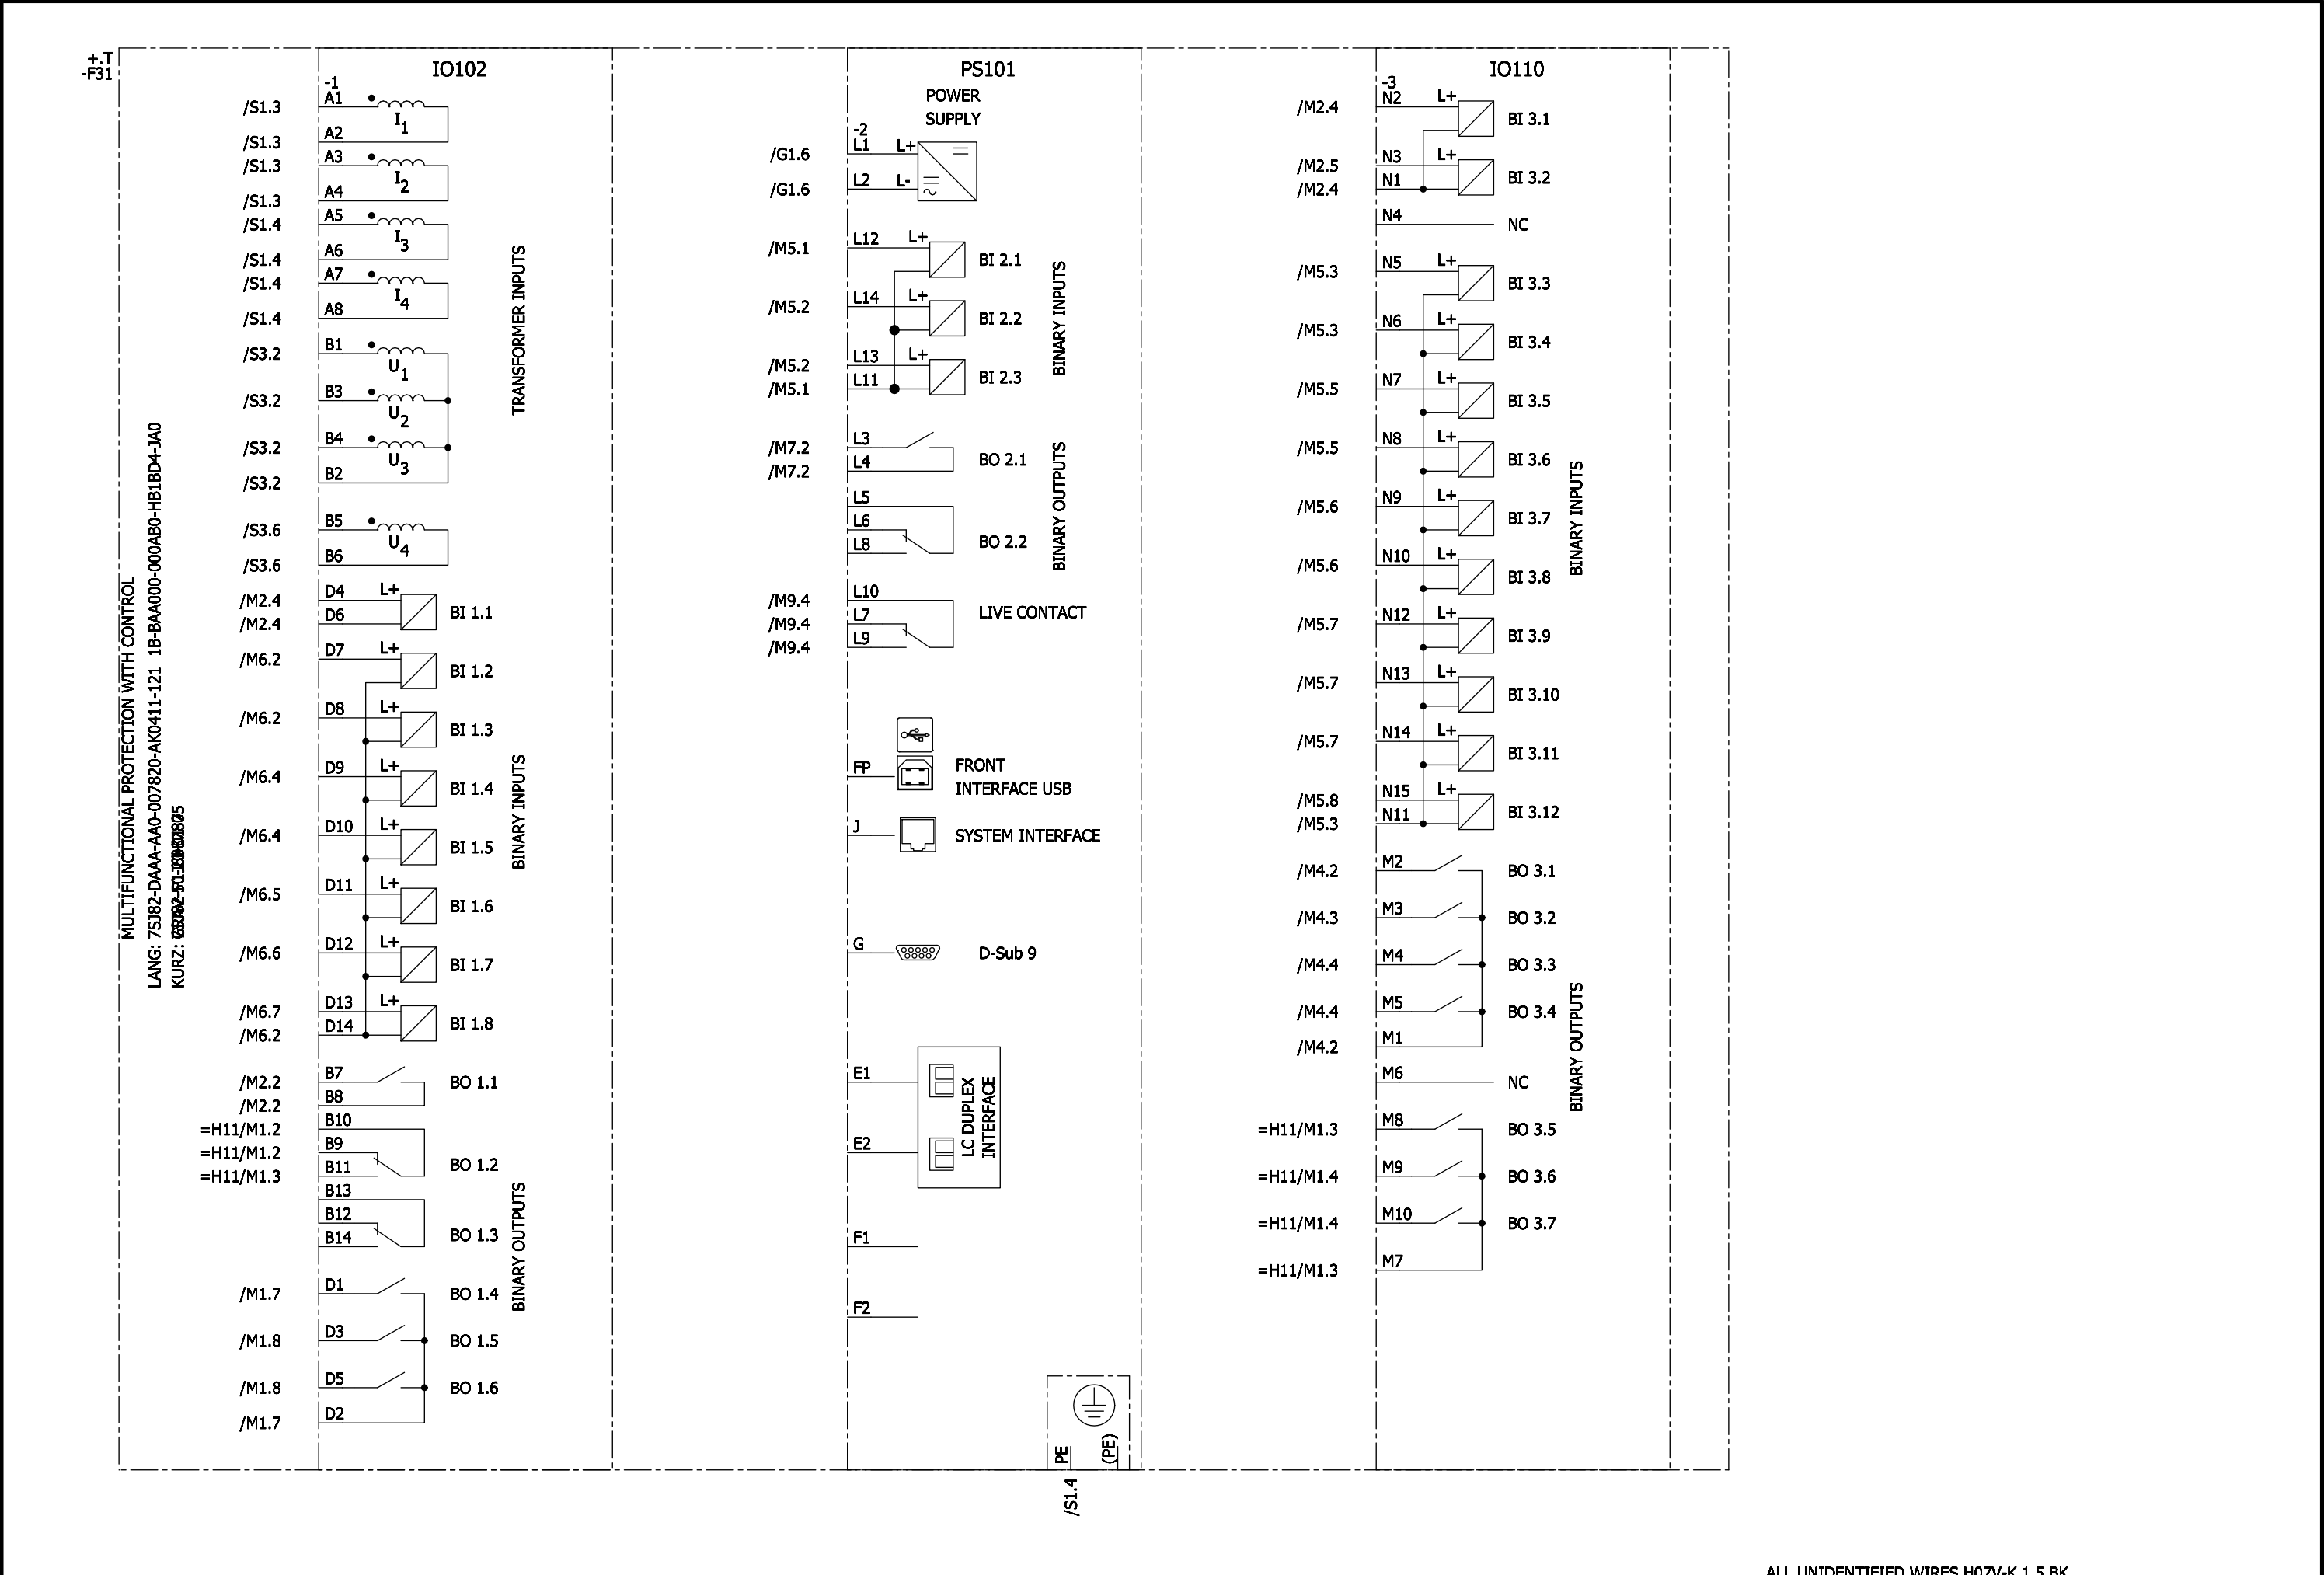 +.T
-F31
MULTIFUNCTIONAL PROTECTION WITH CONTROL
LANG: 7SJ82-DAAA-AA0-007820-AK0411-121 1B-BAA000-000AB0-HB1BD4-JA0
KURZ:
IO102
-1
/S1.3 A1 I1
/S1.3 A2
/S1.3 A3 I2
/S1.3 A4
/S1.4 A5 I3
/S1.4 A6
/S1.4 A7 I4
/S1.4 A8
/S3.2 B1 U1
/S3.2 B3 U2
/S3.2 B4 U3
/S3.2 B2
/S3.6 B5 U4
/S3.6 B6
TRANSFORMER INPUTS
/M2.4 D4 L+ BI 1.1
/M2.4 D6
/M6.2 D7 L+ BI 1.2
/M6.2 D8 L+ BI 1.3
/M6.4 D9 L+ BI 1.4
/M6.4 D10 L+ BI 1.5
/M6.5 D11 L+ BI 1.6
/M6.6 D12 L+ BI 1.7
/M6.7 D13 L+ BI 1.8
/M6.2 D14
BINARY INPUTS
/M2.2 B7 BO 1.1
/M2.2 B8
=H11/M1.2 B10
=H11/M1.2 B9 BO 1.2
=H11/M1.3 B11
B13
B12 BO 1.3
B14
/M1.7 D1 BO 1.4
/M1.8 D3 BO 1.5
/M1.8 D5 BO 1.6
/M1.7 D2
BINARY OUTPUTS
PS101
POWER
SUPPLY
-2
/G1.6 L1 L+
/G1.6 L2 L-
/M5.1 L12 L+ BI 2.1
/M5.2 L14 L+ BI 2.2
/M5.2 L13 L+ BI 2.3
/M5.1 L11
BINARY INPUTS
/M7.2 L3 BO 2.1
/M7.2 L4
L5
L6 BO 2.2
L8
BINARY OUTPUTS
/M9.4 L10 LIVE CONTACT
/M9.4 L7
/M9.4 L9
FP FRONT
INTERFACE USB
J SYSTEM INTERFACE
G D-Sub 9
E1
E2
LC DUPLEX
INTERFACE
F1
F2
PE
(PE)
/S1.4
IO110
-3
/M2.4 N2 L+ BI 3.1
/M2.5 N3 L+ BI 3.2
/M2.4 N1
N4 NC
/M5.3 N5 L+ BI 3.3
/M5.3 N6 L+ BI 3.4
/M5.5 N7 L+ BI 3.5
/M5.5 N8 L+ BI 3.6
/M5.6 N9 L+ BI 3.7
/M5.6 N10 L+ BI 3.8
/M5.7 N12 L+ BI 3.9
/M5.7 N13 L+ BI 3.10
/M5.7 N14 L+ BI 3.11
/M5.8 N15 L+ BI 3.12
/M5.3 N11
BINARY INPUTS
/M4.2 M2 BO 3.1
/M4.3 M3 BO 3.2
/M4.4 M4 BO 3.3
/M4.4 M5 BO 3.4
/M4.2 M1
M6 NC
=H11/M1.3 M8 BO 3.5
=H11/M1.4 M9 BO 3.6
=H11/M1.4 M10 BO 3.7
=H11/M1.3 M7
BINARY OUTPUTS
ALL UNIDENTIFIED WIRES H07V-K 1,5 BK